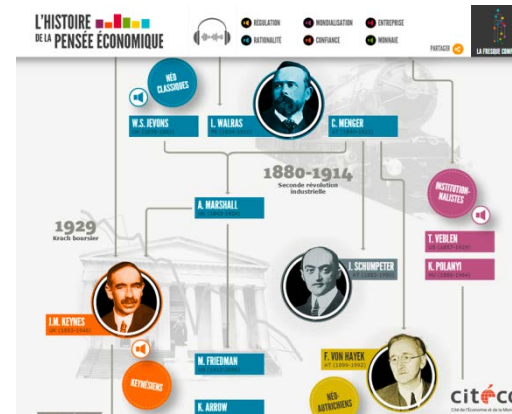 L'HISTOIRE
DE LA PENSÉE ÉCONOMIQUE
RÉGULATION
MONDIALISATION
ENTREPRISE
RATIONALITÉ
CONFIANCE
MONNAIE
PARTAGER
LA FRESQUE
NÉO
CLASSIQUES
W.S. JEVONS
L. WALRAS
C. MENGER
1880-1914
Seconde révolution
industrielle
A. MARSHALL
INSTITUTION-
NALISTES
1929
Krach boursier
T. VEBLEN
K. POLANYI
J. SCHUMPETER
J.M. KEYNES
M. FRIEDMAN
F. VON HAYEK
KEYNÉSIENS
NÉO-
AUTRICHIENS
K. ARROW
citéco